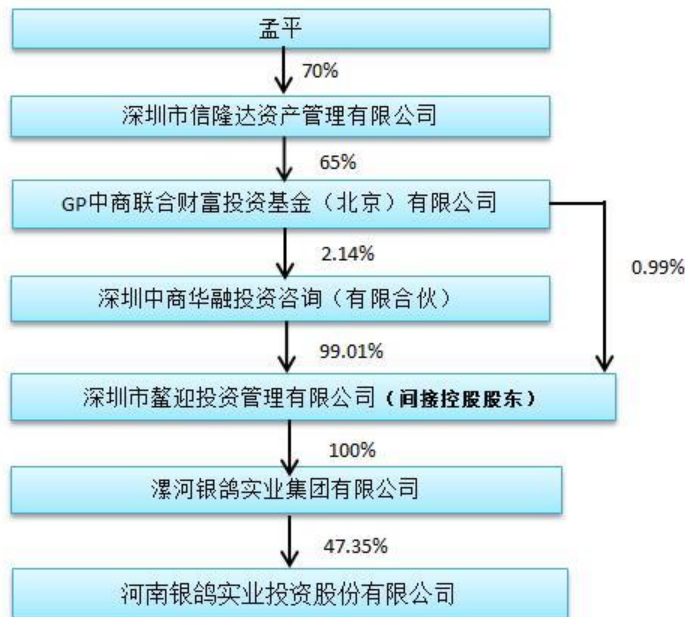 孟平
70%
深圳市信隆达资产管理有限公司
65%
GP中商联合财富投资基金（北京）有限公司
2.14%
0.99%
深圳中商华融投资咨询（有限合伙）
99.01%
深圳市鳌迎投资管理有限公司（间接控股股东）
100%
漯河银鸽实业集团有限公司
47.35%
河南银鸽实业投资股份有限公司